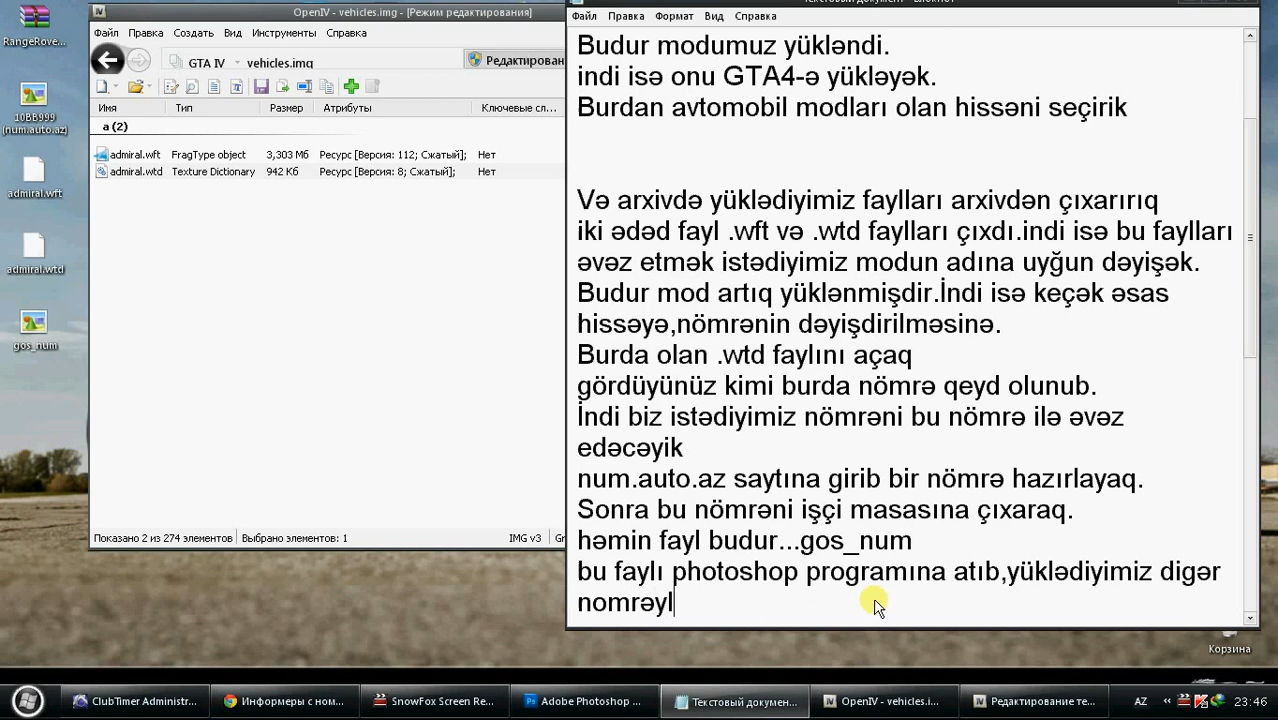 RangeRove...
10BB999
(num.auto.az)
admiral.wft
admiral.wtd
gos_num
OpenIV - vehicles.img - [Режим редактирования]
Файл Правка Создать Вид Инструменты Справка
GTA IV vehicles.img
Редактирован
Имя Тип Размер Атрибуты Ключевые сл...
a (2)
admiral.wft FragType object 3,303 Мб Ресурс [Версия: 112; Сжатый]; Нет
admiral.wtd Texture Dictionary 942 Кб Ресурс [Версия: 8; Сжатый]; Нет
Показано 2 из 274 элементов Выбрано элементов: 1 IMG v3
Файл Правка Формат Вид Справка
Budur modumuz yükləndi.
indi isə onu GTA4-ə yükləyək.
Burdan avtomobil modları olan hissəni seçirik
Və arxivdə yüklədiyimiz faylları arxivdən çıxarırıq
iki ədəd fayl .wft və .wtd faylları çıxdı.indi isə bu faylları
əvəz etmək istədiyimiz modun adına uyğun dəyişək.
Budur mod artıq yüklənmişdir.İndi isə keçək əsas
hissəyə,nömrənin dəyişdirilməsinə.
Burda olan .wtd faylını açaq
gördüyünüz kimi burda nömrə qeyd olunub.
İndi biz istədiyimiz nömrəni bu nömrə ilə əvəz
edəcəyik
num.auto.az saytına girib bir nömrə hazırlayaq.
Sonra bu nömrəni işçi masasına çıxaraq.
həmin fayl budur...gos_num
bu faylı photoshop programına atıb,yüklədiyimiz digər
nomrəyl
Корзина
ClubTimer Administr...
Информеры с ном...
SnowFox Screen Re...
Adobe Photoshop ...
Текстовый докумен...
OpenIV - vehicles.i...
Редактирование те...
AZ
23:46